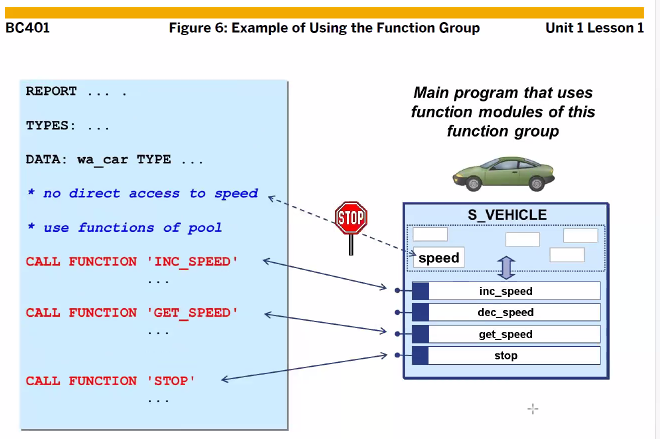 BC401
Figure 6: Example of Using the Function Group
Unit 1 Lesson 1
REPORT ... .
TYPES: ...
DATA: wa_car TYPE ...
* no direct access to speed
* use functions of pool
CALL FUNCTION 'INC_SPEED'
...
CALL FUNCTION 'GET_SPEED'
...
CALL FUNCTION 'STOP'
...
STOP
Main program that uses
function modules of this
function group
S_VEHICLE
speed
inc_speed
dec_speed
get_speed
stop